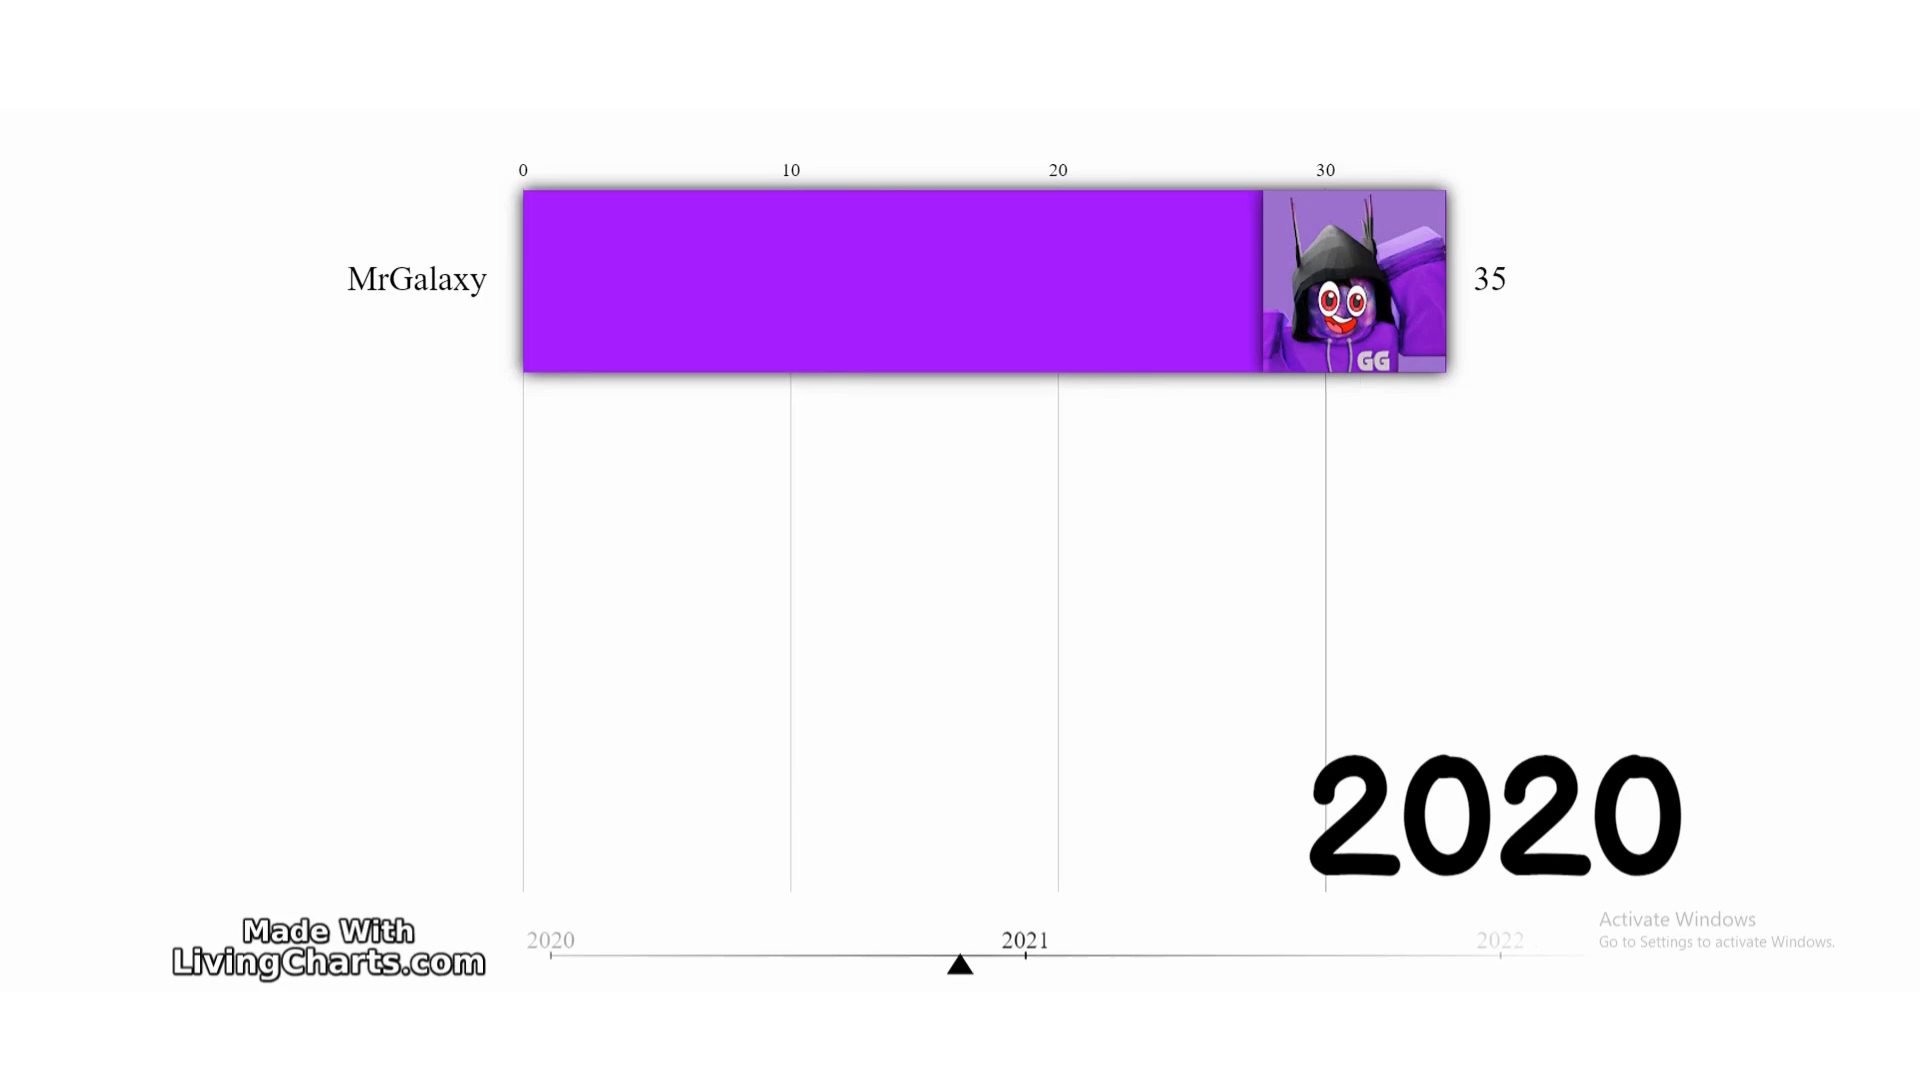 0 10 20 30
MrGalaxy 35
GG
2020
2020 2021 2022
Made With
LivingCharts.com
Activate Windows
Go to Settings to activate Windows.